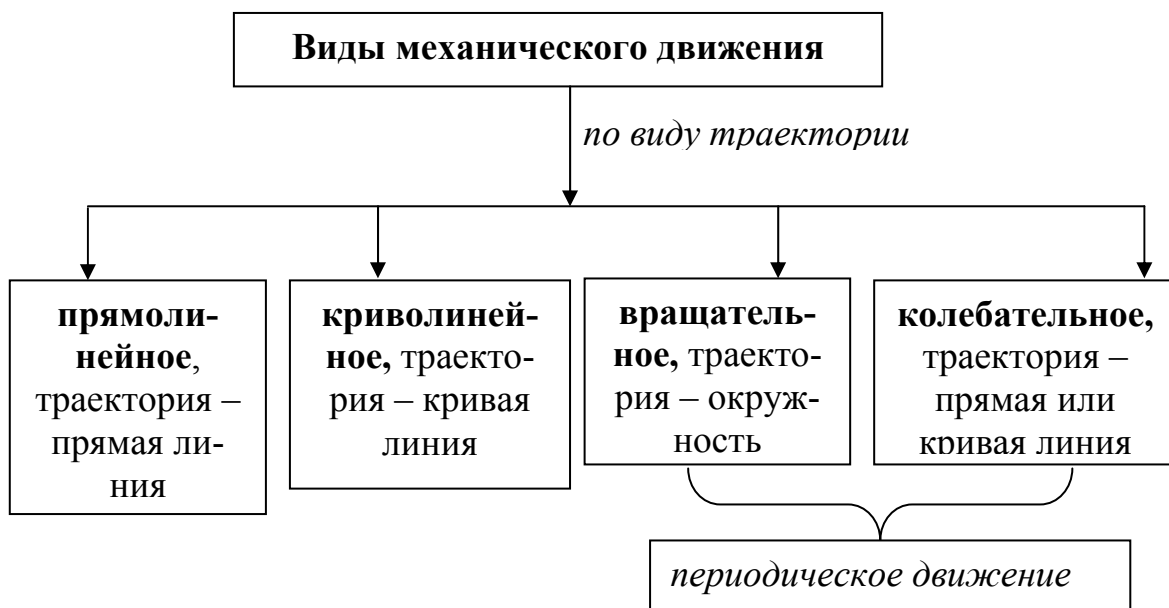 Виды механического движения
по виду траектории
прямоли-
нейное,
траектория –
прямая ли-
ния
криволиней-
ное, траекто-
рия – кривая
линия
вращатель-
ное, траекто-
рия – окруж-
ность
колебательное,
траектория –
прямая или
кривая линия
периодическое движение